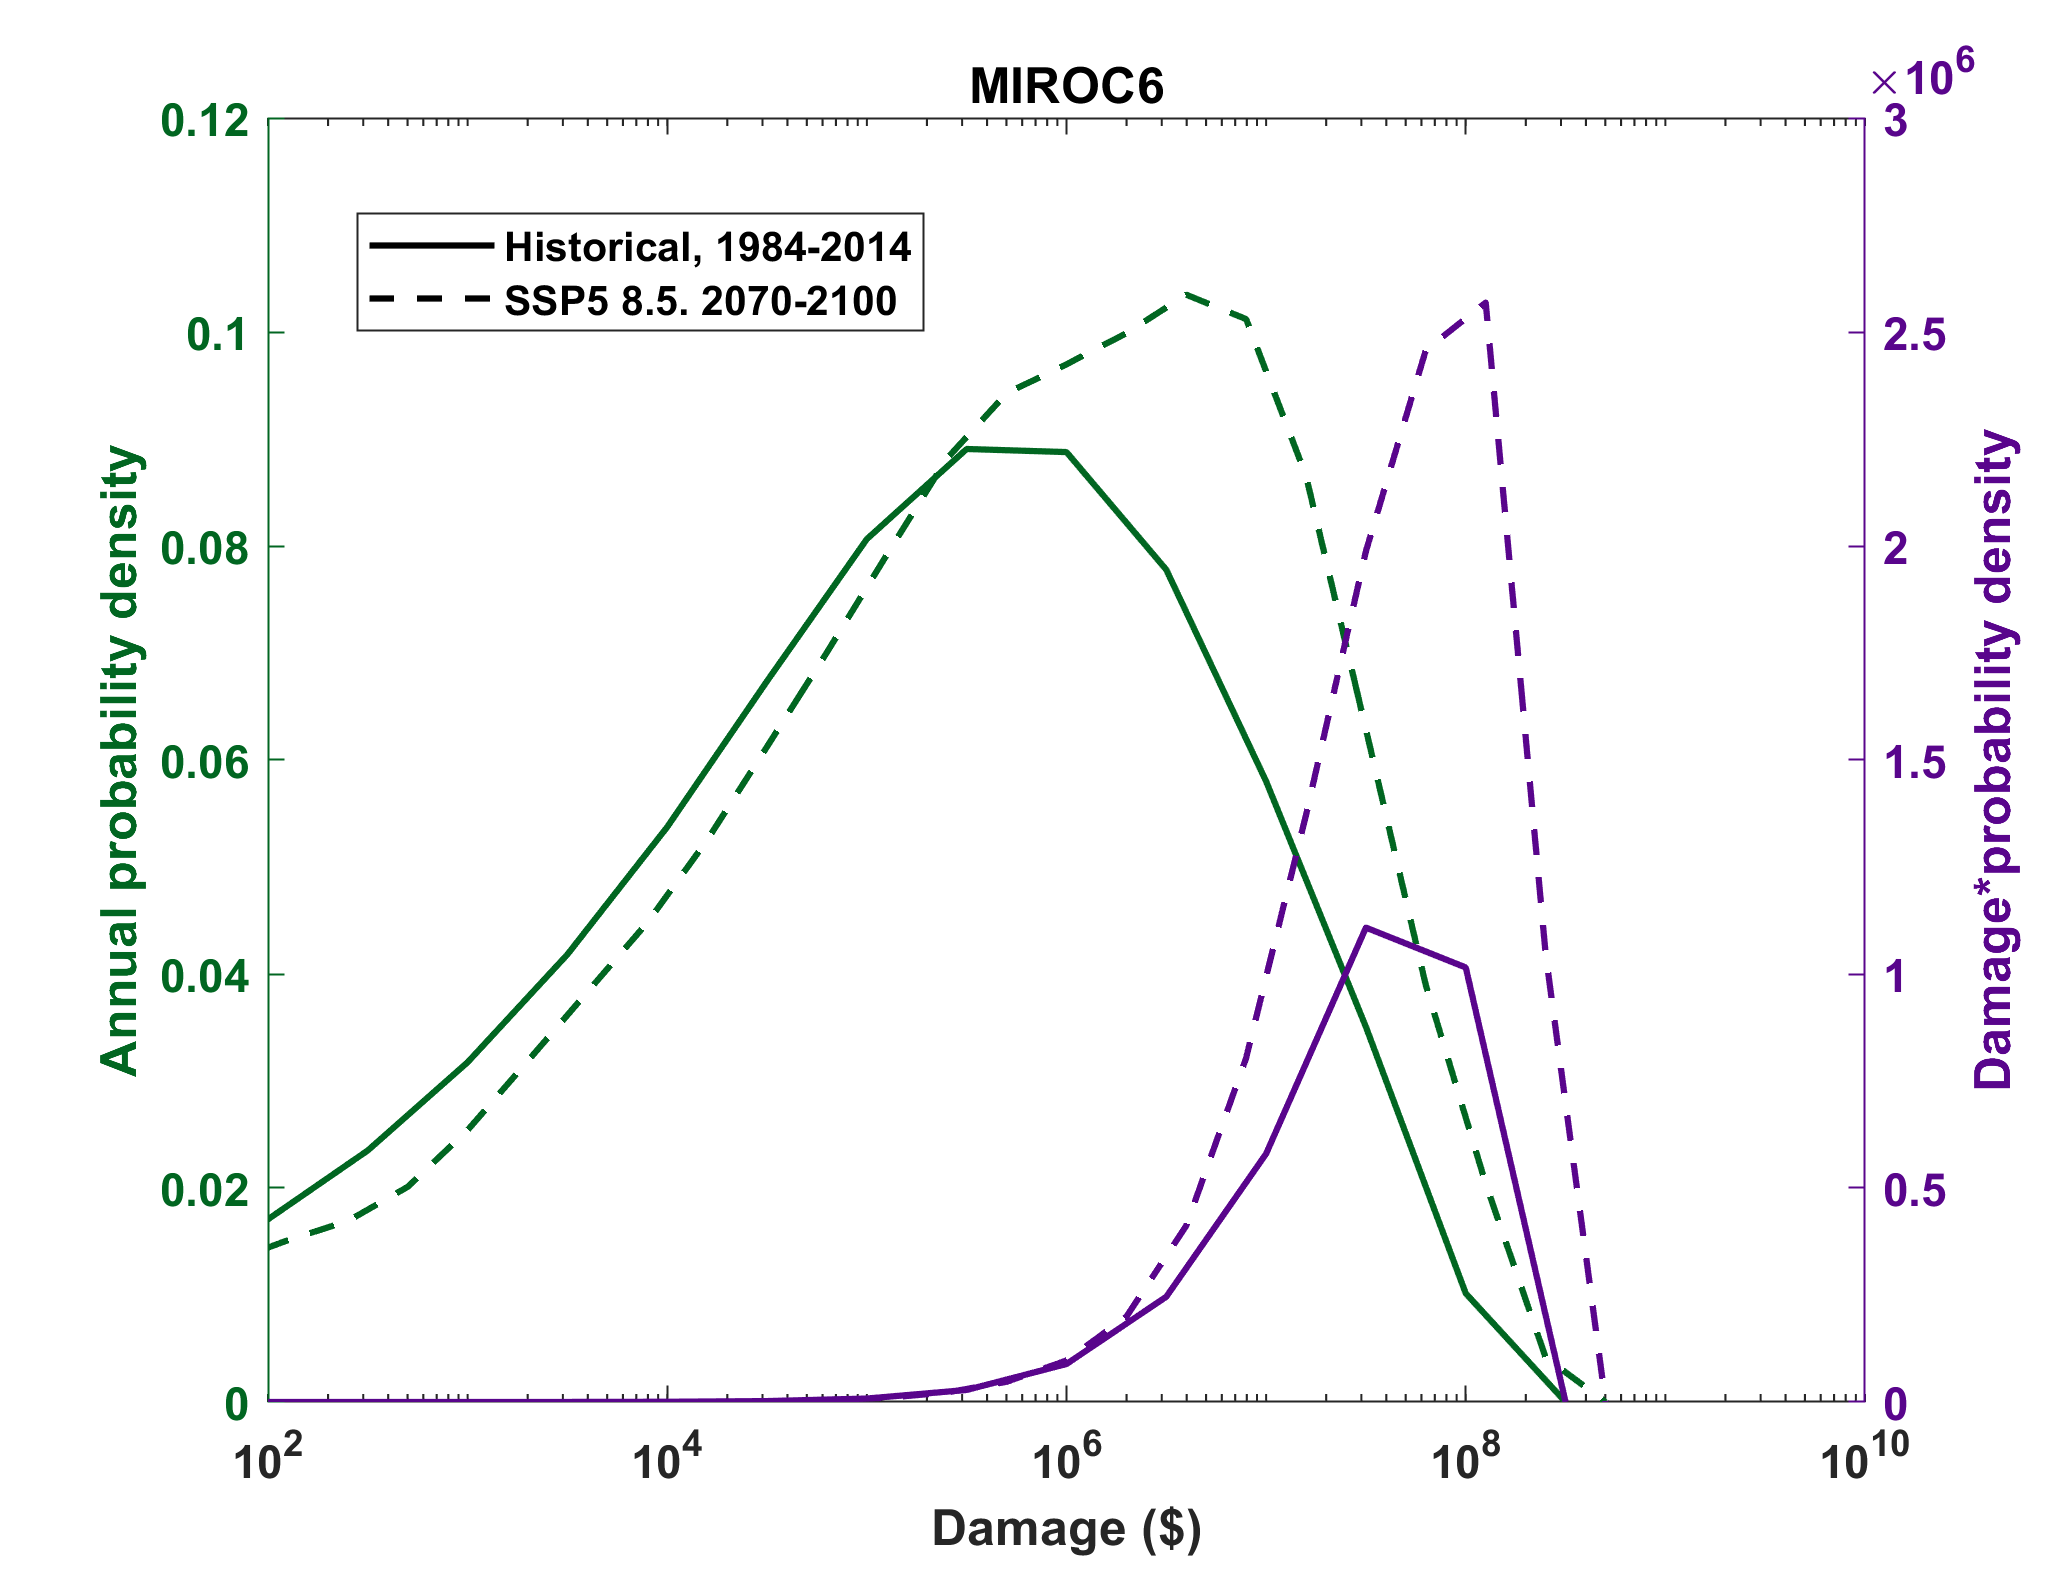 MIROC6
×10^6
0.12
0.1
0.08
0.06
0.04
0.02
0
Annual probability density
Historical, 1984-2014
SSP5 8.5. 2070-2100
3
2.5
2
1.5
1
0.5
0
Damage*probability density
10^2 10^4 10^6 10^8 10^10
Damage ($)